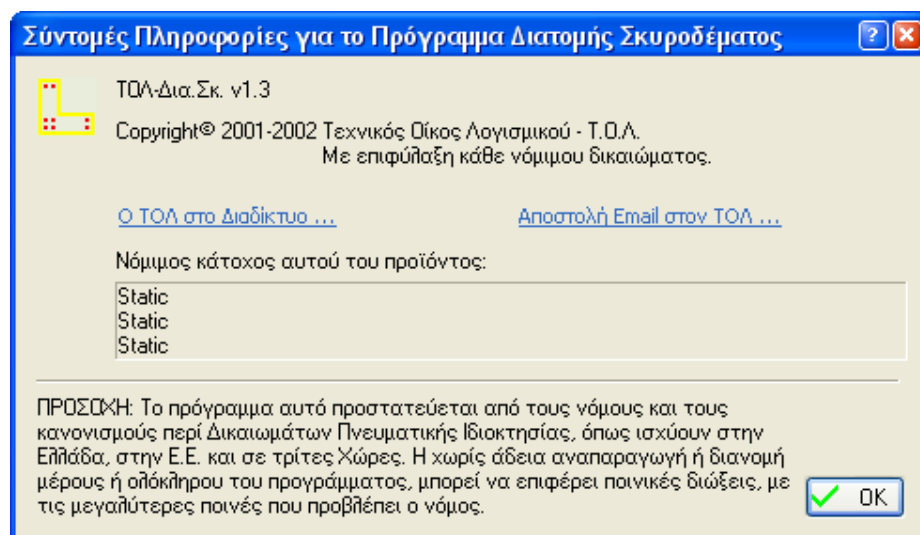 Σύντομές Πληροφορίες για το Πρόγραμμα Διατομής Σκυροδέματος
ΤΟΛ-Δια.Σκ. v1.3
Copyright© 2001-2002 Τεχνικός Οίκος Λογισμικού - Τ.Ο.Λ.
Με επιφύλαξη κάθε νόμιμου δικαιώματος.
Ο ΤΟΛ στο Διαδίκτυο ... Αποστολή Email στον ΤΟΛ ...
Νόμιμος κάτοχος αυτού του προϊόντος:
Static
Static
Static
ΠΡΟΣΟΧΗ: Το πρόγραμμα αυτό προστατεύεται από τους νόμους και τους
κανονισμούς περί Δικαιωμάτων Πνευματικής Ιδιοκτησίας, όπως ισχύουν στην
Ελλάδα, στην Ε.Ε. και σε τρίτες Χώρες. Η χωρίς άδεια αναπαραγωγή ή διανομή
μέρους ή ολόκληρου του προγράμματος, μπορεί να επιφέρει ποινικές διώξεις, με
τις μεγαλύτερες ποινές που προβλέπει ο νόμος.
OK